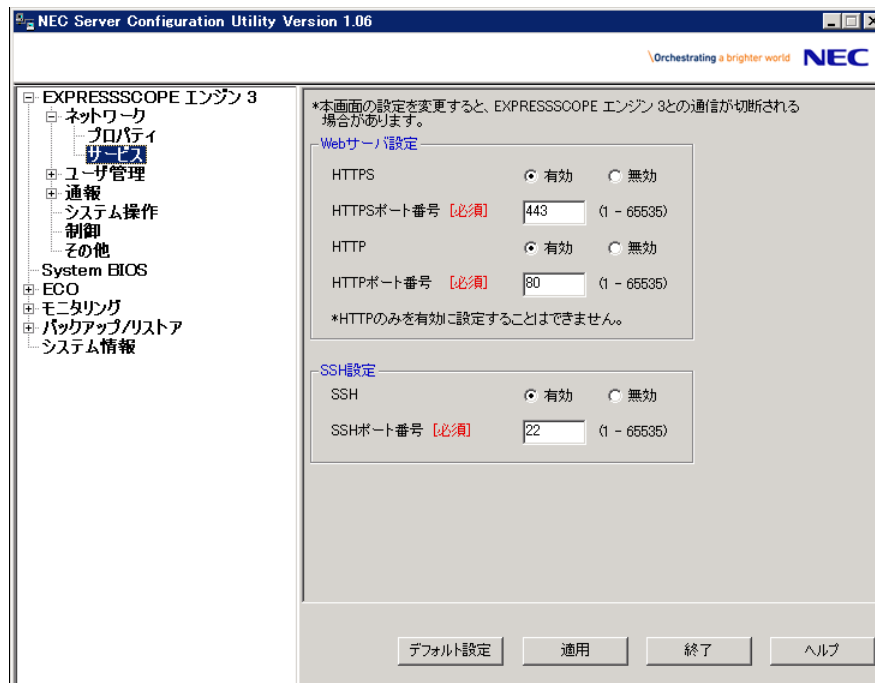 NEC Server Configuration Utility Version 1.06
\Orchestrating a brighter world NEC
EXPRESSSCOPE エンジン 3
ネットワーク
プロパティ
サービス
ユーザ管理
通報
システム操作
制御
その他
System BIOS
ECO
モニタリング
バックアップ/リストア
システム情報
*本画面の設定を変更すると、EXPRESSSCOPE エンジン 3との通信が切断される
場合があります。
Webサーバ設定
HTTPS 有効 無効
HTTPSポート番号 [必須] 443 (1 - 65535)
HTTP 有効 無効
HTTPポート番号 [必須] 80 (1 - 65535)
*HTTPのみを有効に設定することはできません。
SSH設定
SSH 有効 無効
SSHポート番号 [必須] 22 (1 - 65535)
デフォルト設定 適用 終了 ヘルプ